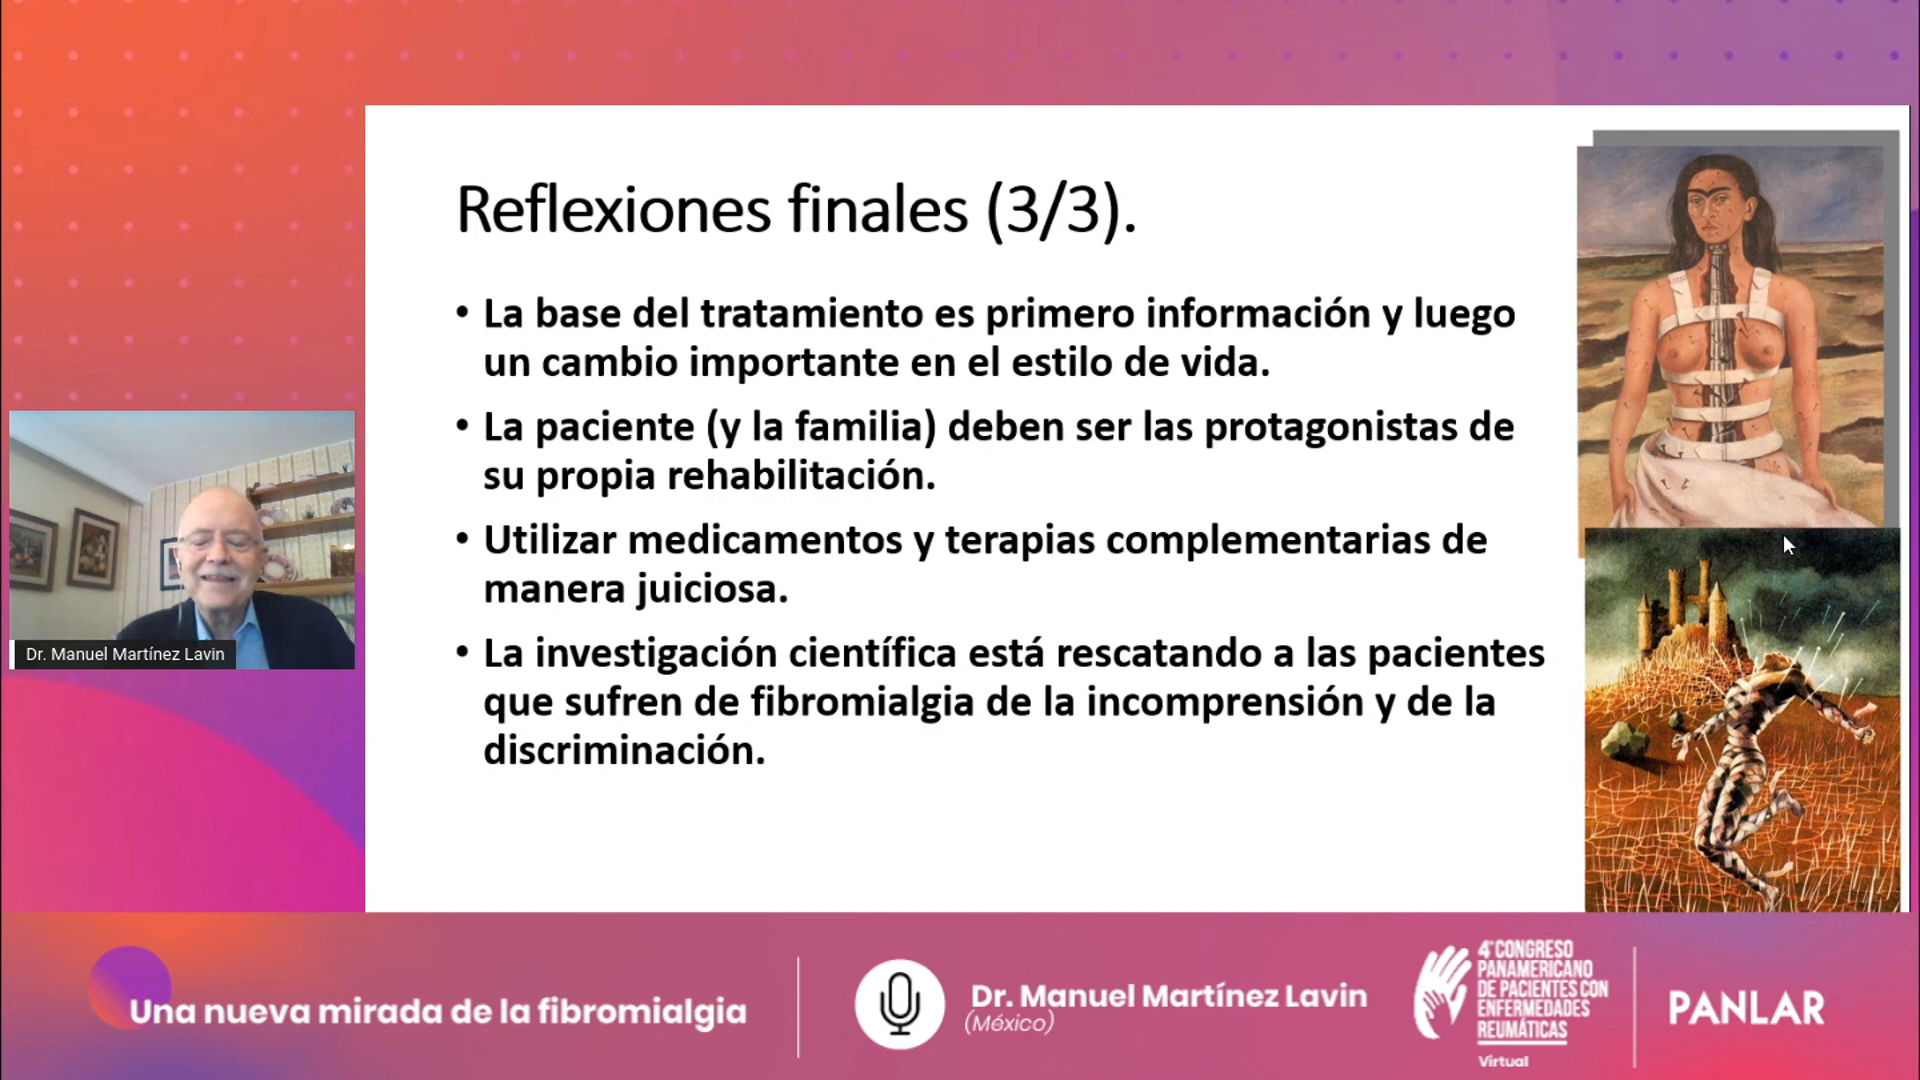 Reflexiones finales (3/3).
• La base del tratamiento es primero información y luego
un cambio importante en el estilo de vida.
• La paciente (y la familia) deben ser las protagonistas de
su propia rehabilitación.
• Utilizar medicamentos y terapias complementarias de
manera juiciosa.
• La investigación científica está rescatando a las pacientes
que sufren de fibromialgia de la incomprensión y de la
discriminación.
Dr. Manuel Martínez Lavin
Una nueva mirada de la fibromialgia
Dr. Manuel Martínez Lavin
(México)
4° CONGRESO
PANAMERICANO
DE PACIENTES CON
ENFERMEDADES
REUMÁTICAS
Virtual
PANLAR